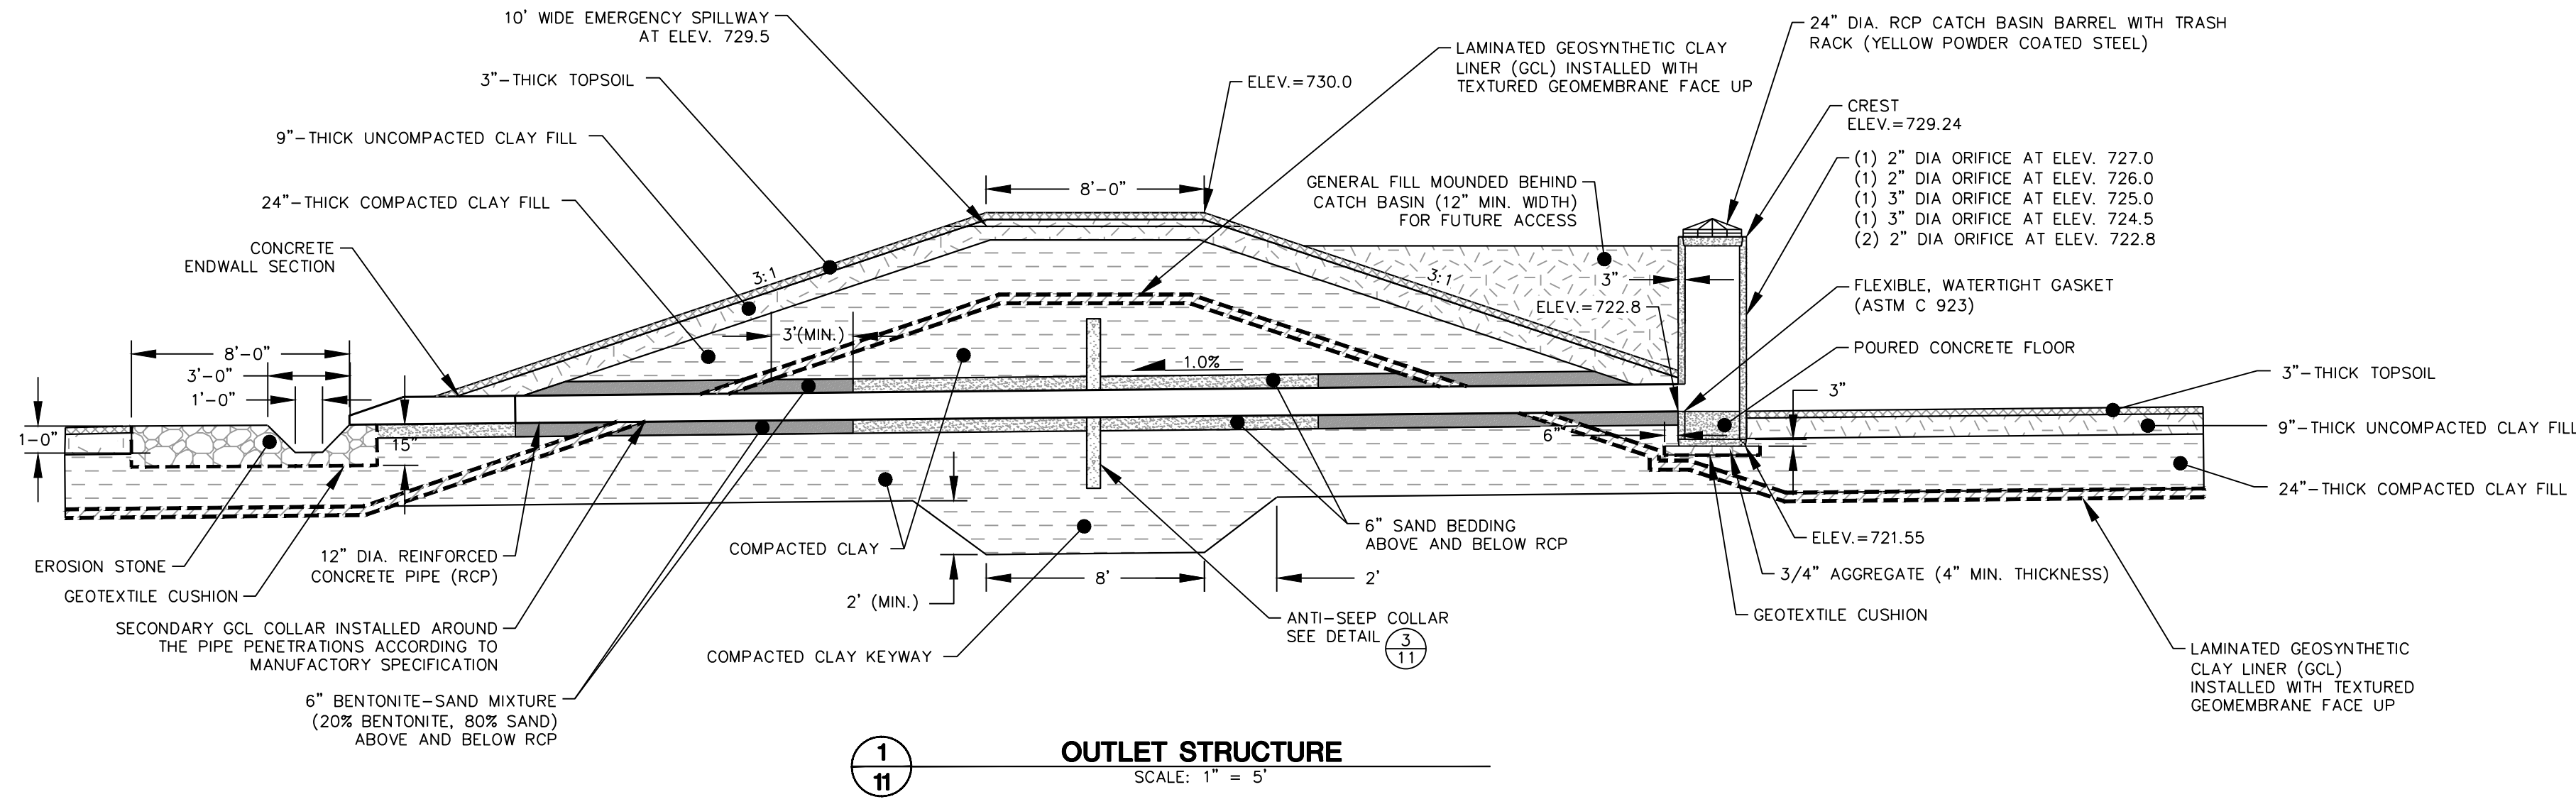 10' WIDE EMERGENCY SPILLWAY
AT ELEV. 729.5
3"-THICK TOPSOIL
9"-THICK UNCOMPACTED CLAY FILL
24"-THICK COMPACTED CLAY FILL
CONCRETE
ENDWALL SECTION
LAMINATED GEOSYNTHETIC CLAY
LINER (GCL) INSTALLED WITH
TEXTURED GEOMEMBRANE FACE UP
ELEV.=730.0
8'-0"
GENERAL FILL MOUNDED BEHIND
CATCH BASIN (12" MIN. WIDTH)
FOR FUTURE ACCESS
24" DIA. RCP CATCH BASIN BARREL WITH TRASH
RACK (YELLOW POWDER COATED STEEL)
CREST
ELEV.=729.24
(1) 2" DIA ORIFICE AT ELEV. 727.0
(1) 2" DIA ORIFICE AT ELEV. 726.0
(1) 3" DIA ORIFICE AT ELEV. 725.0
(1) 3" DIA ORIFICE AT ELEV. 724.5
(2) 2" DIA ORIFICE AT ELEV. 722.8
FLEXIBLE, WATERTIGHT GASKET
(ASTM C 923)
POURED CONCRETE FLOOR
3:1
3:1
3"
ELEV.=722.8
3'(MIN.)
1.0%
8'-0"
3'-0"
1'-0"
1-0"
15"
6"
3"
3"-THICK TOPSOIL
9"-THICK UNCOMPACTED CLAY FILL
24"-THICK COMPACTED CLAY FILL
EROSION STONE
GEOTEXTILE CUSHION
12" DIA. REINFORCED
CONCRETE PIPE (RCP)
SECONDARY GCL COLLAR INSTALLED AROUND
THE PIPE PENETRATIONS ACCORDING TO
MANUFACTORY SPECIFICATION
6" BENTONITE-SAND MIXTURE
(20% BENTONITE, 80% SAND)
ABOVE AND BELOW RCP
COMPACTED CLAY
2' (MIN.)
8'
2'
COMPACTED CLAY KEYWAY
6" SAND BEDDING
ABOVE AND BELOW RCP
ANTI-SEEP COLLAR
SEE DETAIL
3
11
ELEV.=721.55
3/4" AGGREGATE (4" MIN. THICKNESS)
GEOTEXTILE CUSHION
LAMINATED GEOSYNTHETIC
CLAY LINER (GCL)
INSTALLED WITH TEXTURED
GEOMEMBRANE FACE UP
1
11
OUTLET STRUCTURE
SCALE: 1" = 5'